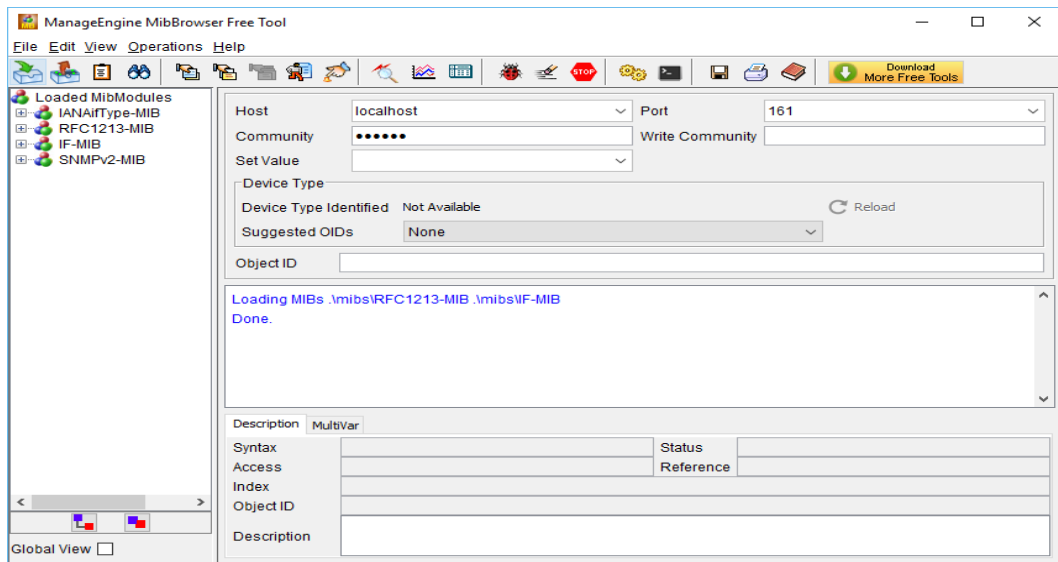 ManageEngine MibBrowser Free Tool
File Edit View Operations Help
STOP
Download
More Free Tools
Loaded MibModules
IANAifType-MIB
RFC1213-MIB
IF-MIB
SNMPv2-MIB
Global View
Host localhost Port 161
Community •••••• Write Community
Set Value
Device Type
Device Type Identified Not Available Reload
Suggested OIDs None
Object ID
Loading MIBs .\mibs\RFC1213-MIB .\mibs\IF-MIB
Done.
Description MultiVar
Syntax Status
Access Reference
Index
Object ID
Description